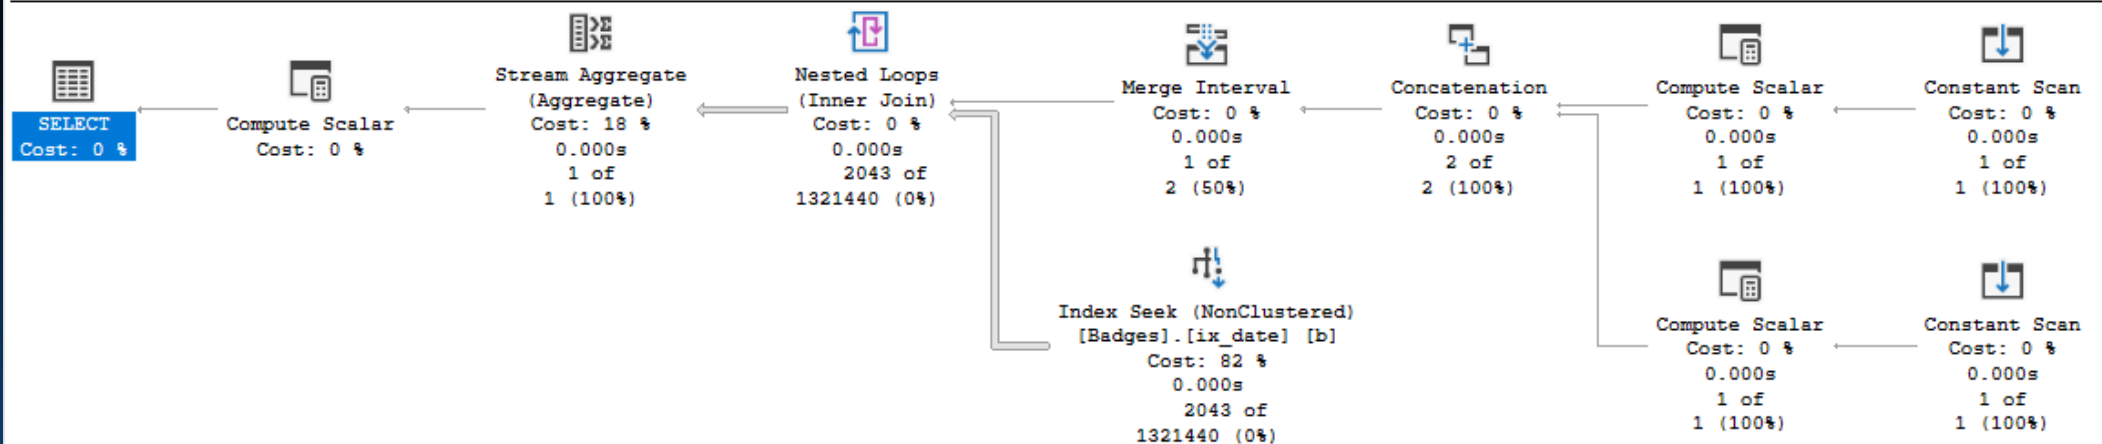 SELECT
Cost: 0 %
Compute Scalar
Cost: 0 %
Stream Aggregate
(Aggregate)
Cost: 18 %
0.000s
1 of
1 (100%)
Nested Loops
(Inner Join)
Cost: 0 %
0.000s
2043 of
1321440 (0%)
Merge Interval
Cost: 0 %
0.000s
1 of
2 (50%)
Concatenation
Cost: 0 %
0.000s
2 of
2 (100%)
Compute Scalar
Cost: 0 %
0.000s
1 of
1 (100%)
Constant Scan
Cost: 0 %
0.000s
1 of
1 (100%)
Index Seek (NonClustered)
[Badges].[ix_date] [b]
Cost: 82 %
0.000s
2043 of
1321440 (0%)
Compute Scalar
Cost: 0 %
0.000s
1 of
1 (100%)
Constant Scan
Cost: 0 %
0.000s
1 of
1 (100%)